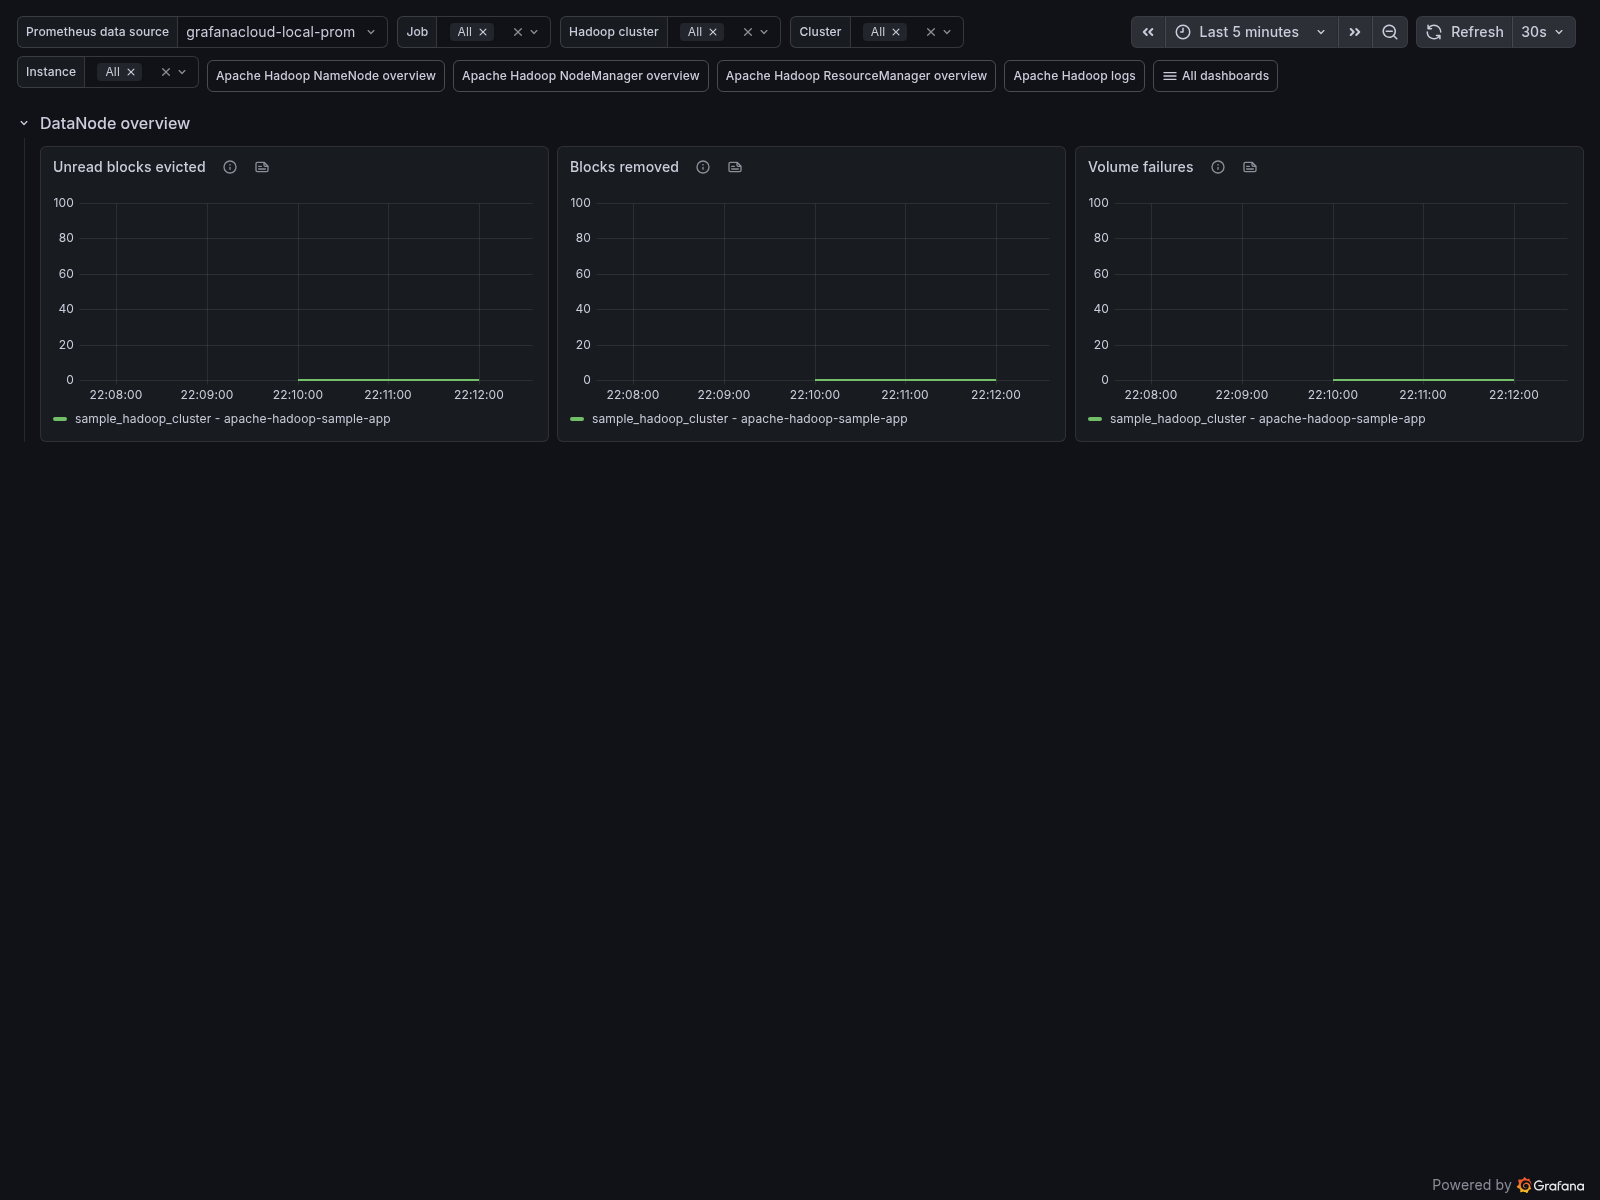 Prometheus data source grafanacloud-local-prom Job All Hadoop cluster All Cluster All Last 5 minutes Refresh 30s
Instance All Apache Hadoop NameNode overview Apache Hadoop NodeManager overview Apache Hadoop ResourceManager overview Apache Hadoop logs All dashboards
DataNode overview
Unread blocks evicted
100
80
60
40
20
0
22:08:00 22:09:00 22:10:00 22:11:00 22:12:00
sample_hadoop_cluster - apache-hadoop-sample-app
Blocks removed
100
80
60
40
20
0
22:08:00 22:09:00 22:10:00 22:11:00 22:12:00
sample_hadoop_cluster - apache-hadoop-sample-app
Volume failures
100
80
60
40
20
0
22:08:00 22:09:00 22:10:00 22:11:00 22:12:00
sample_hadoop_cluster - apache-hadoop-sample-app
Powered by Grafana